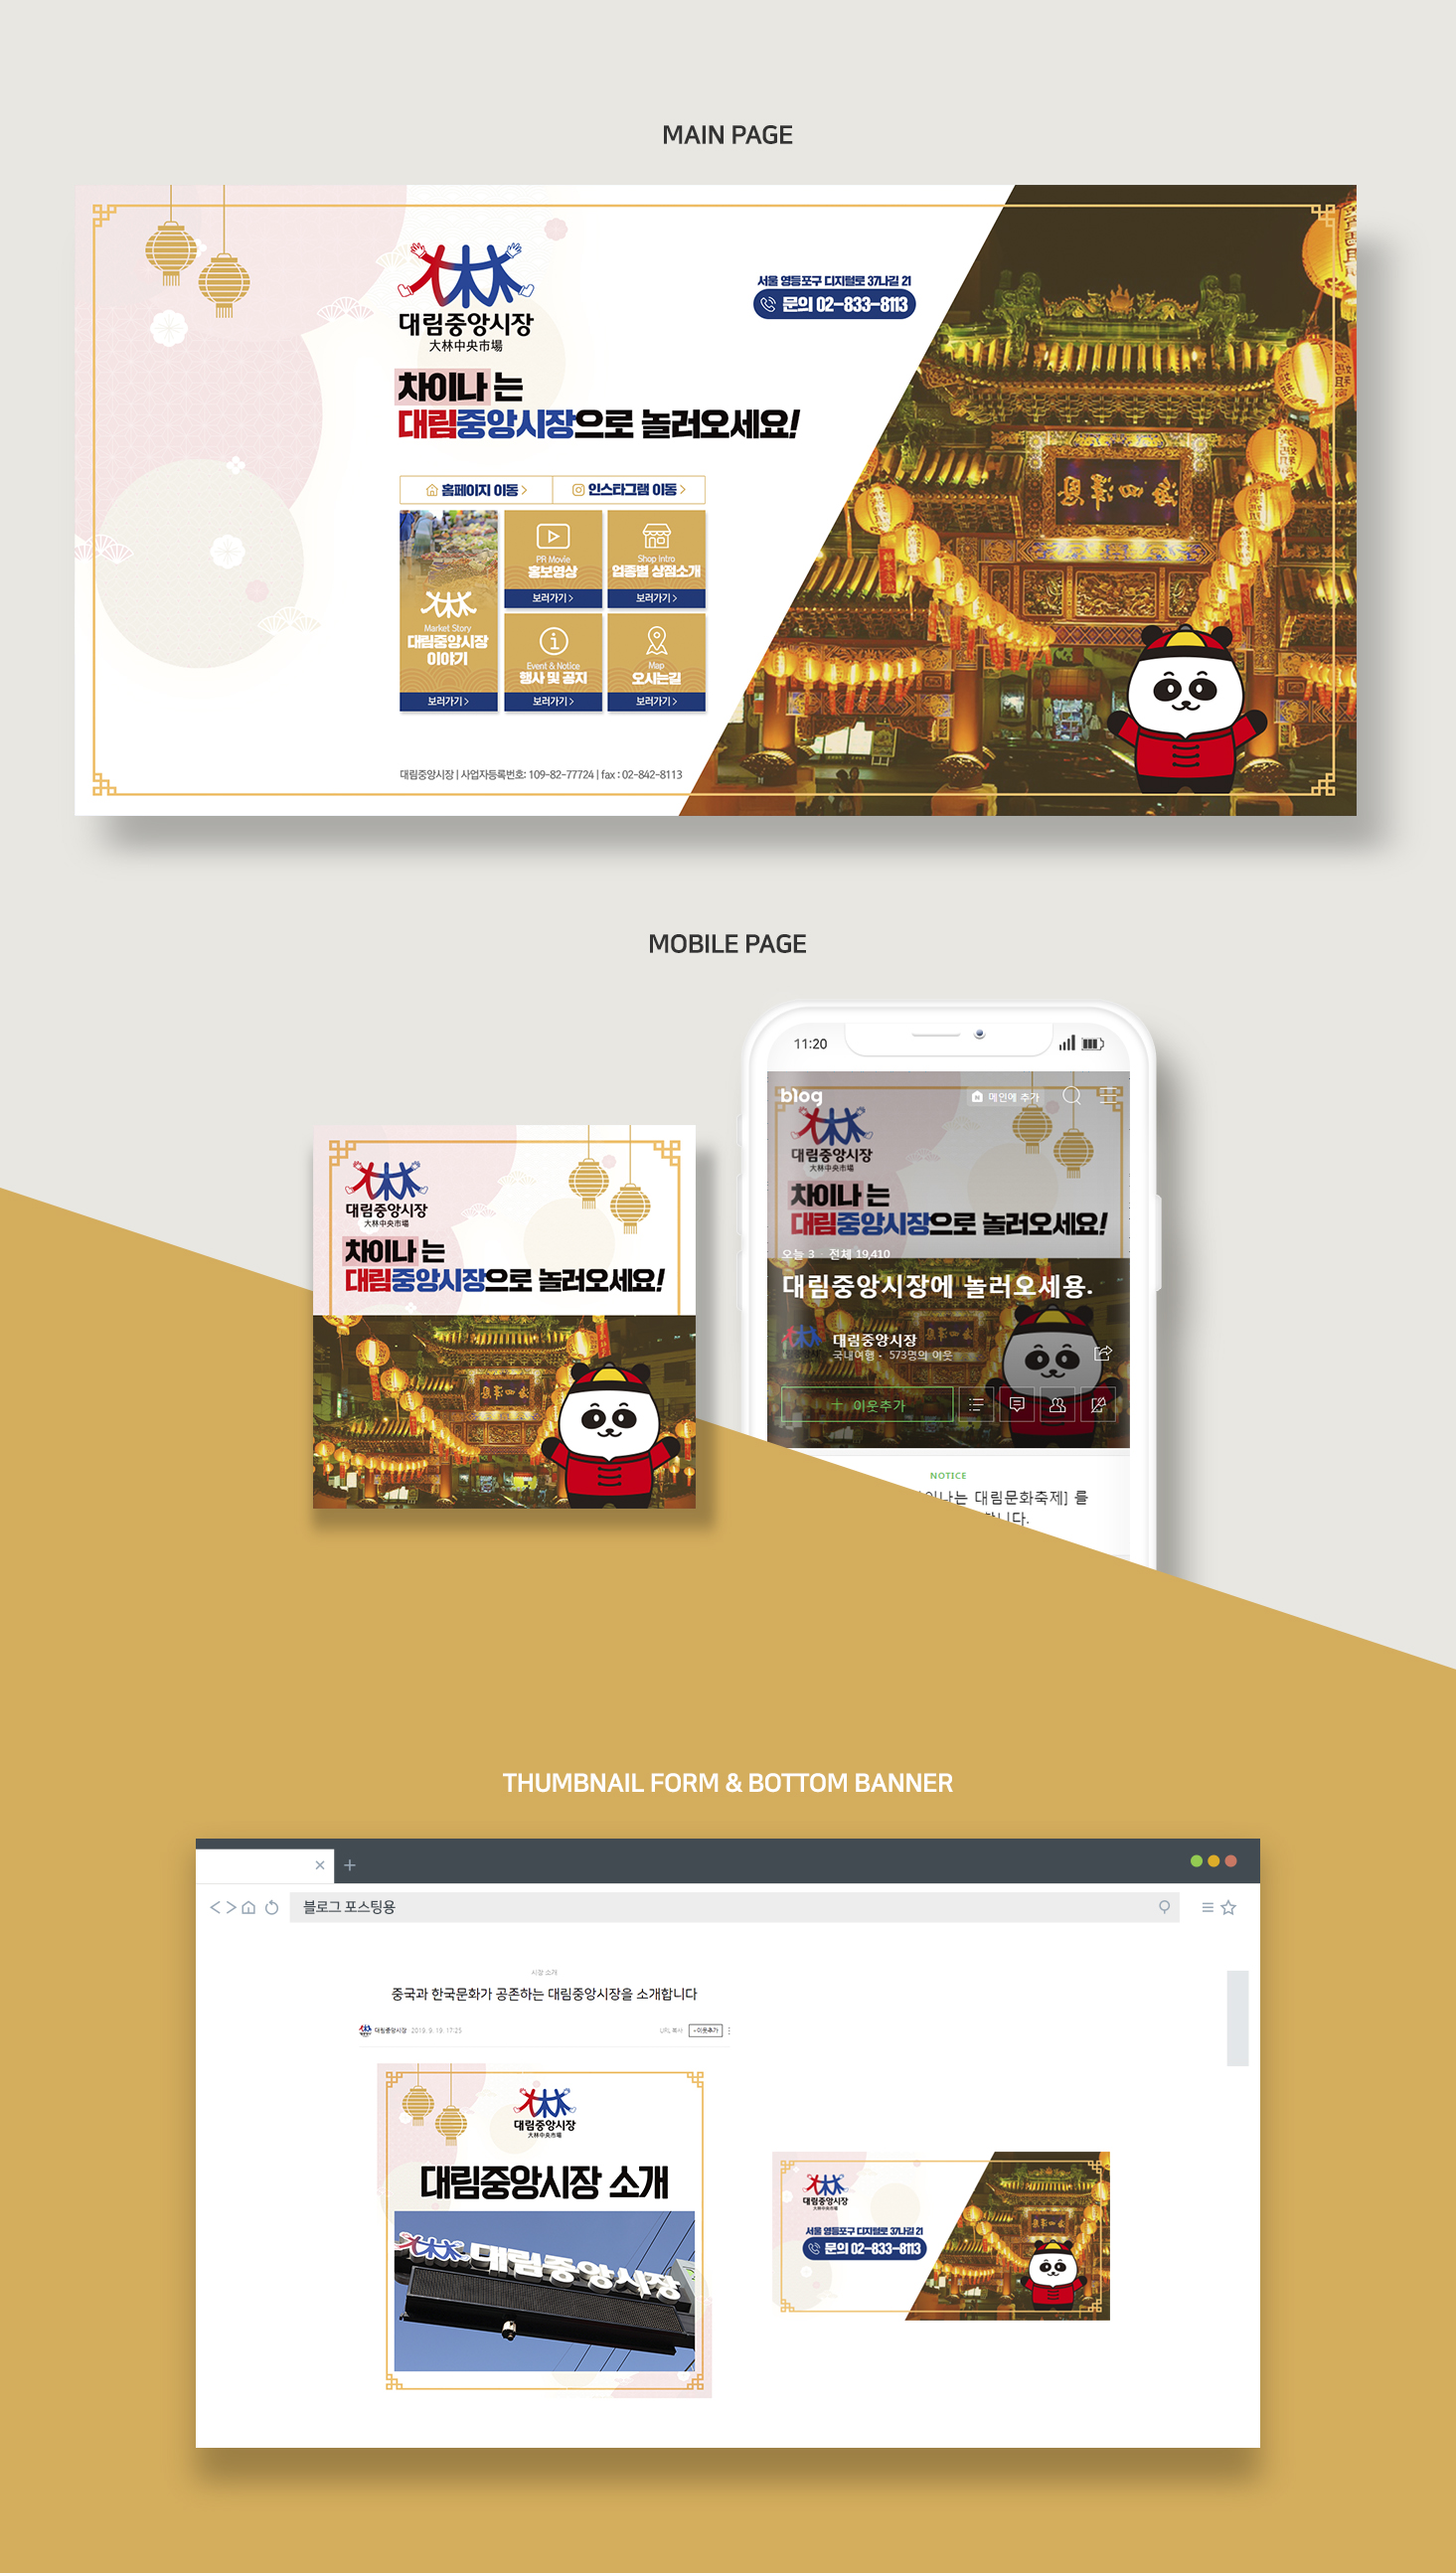 MAIN PAGE
대림중앙시장
大林中央市場
서울 영등포구 디지털로 37나길 21
문의 02-833-8113
차이나 는
대림중앙시장으로 놀러오세요!
홈페이지 이동 >
인스타그램 이동 >
PR Movie
홍보영상
보러가기 >
Shop Intro
업종별 상점소개
보러가기 >
Market Story
대림중앙시장
이야기
보러가기 >
Event & Notice
행사 및 공지
보러가기 >
Map
오시는길
보러가기 >
대림중앙시장 | 사업자등록번호: 109-82-77724 | fax : 02-842-8113
MOBILE PAGE
대림중앙시장
大林中央市場
차이나 는
대림중앙시장으로 놀러오세요!
11:20
blog
메인에 추가
대림중앙시장
大林中央市場
차이나 는
대림중앙시장으로 놀러오세요!
오늘 3 · 전체 19,410
대림중앙시장에 놀러오세용.
대림중앙시장
국내여행 · 573명의 이웃
+ 이웃추가
NOTICE
이나는 대림문화축제] 를
합니다.
THUMBNAIL FORM & BOTTOM BANNER
블로그 포스팅용
시장 소개
중국과 한국문화가 공존하는 대림중앙시장을 소개합니다
대림중앙시장 2019. 9. 19. 17:25
URL 복사 +이웃추가
대림중앙시장
大林中央市場
대림중앙시장 소개
대림중앙시장
대림중앙시장
大林中央市場
서울 영등포구 디지털로 37나길 21
문의 02-833-8113